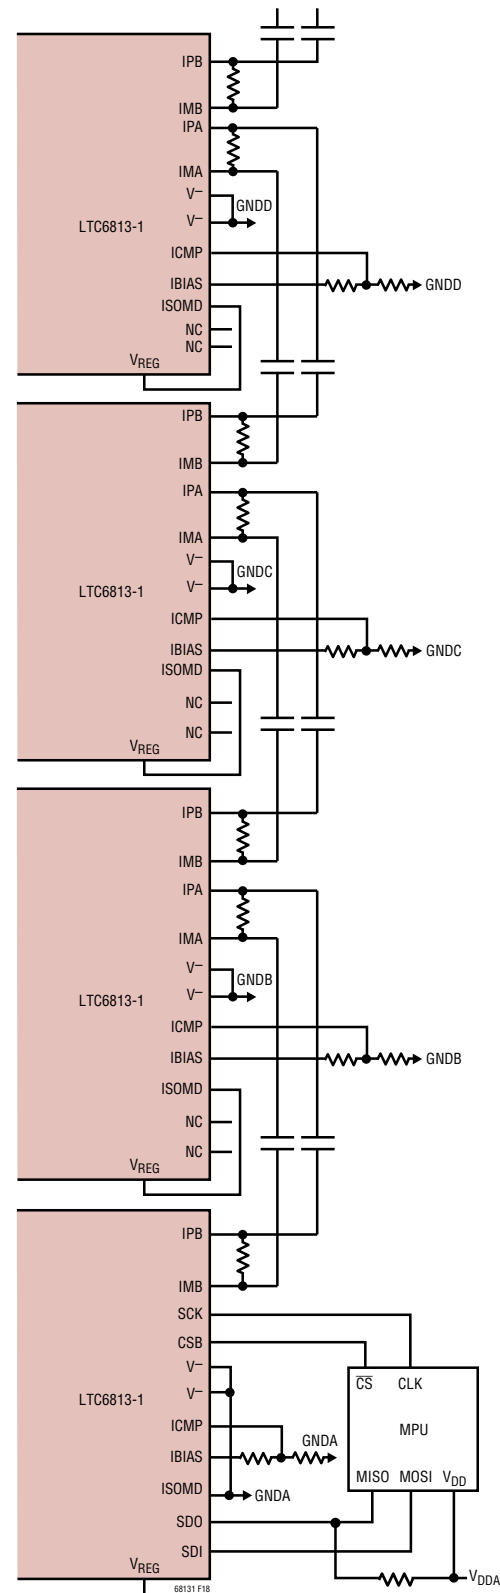 IPB
IMB
IPA
IMA
V–
GNDD
V–
LTC6813-1
ICMP
IBIAS
GNDD
ISOMD
NC
NC
VREG
IPB
IMB
IPA
IMA
V–
GNDC
V–
LTC6813-1
ICMP
IBIAS
GNDC
ISOMD
NC
NC
VREG
IPB
IMB
IPA
IMA
V–
GNDB
V–
LTC6813-1
ICMP
IBIAS
GNDB
ISOMD
NC
NC
VREG
IPB
IMB
SCK
CSB
V–
CS CLK
V–
LTC6813-1
MPU
ICMP
GNDA
IBIAS
MISO MOSI VDD
ISOMD
GNDA
SDO
SDI
VREG
VDDA
68131 F18